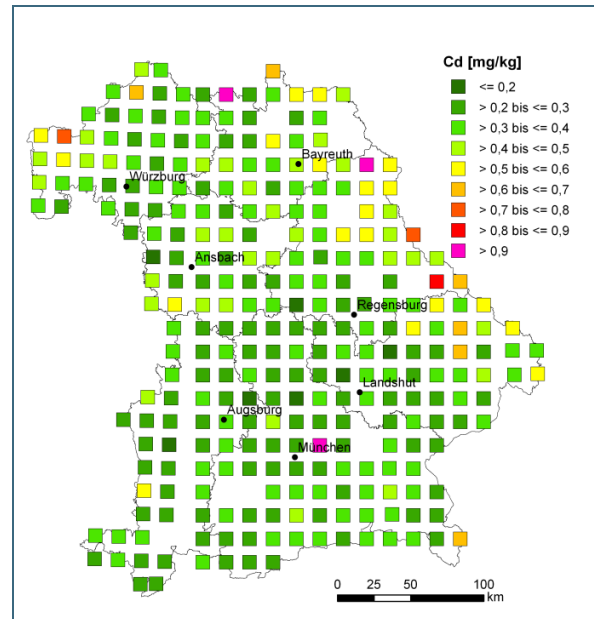 Cd [mg/kg]
<= 0,2
> 0,2 bis <= 0,3
> 0,3 bis <= 0,4
> 0,4 bis <= 0,5
> 0,5 bis <= 0,6
> 0,6 bis <= 0,7
> 0,7 bis <= 0,8
> 0,8 bis <= 0,9
> 0,9
Bayreuth
Würzburg
Ansbach
Regensburg
Landshut
Augsburg
München
0 25 50 100
km